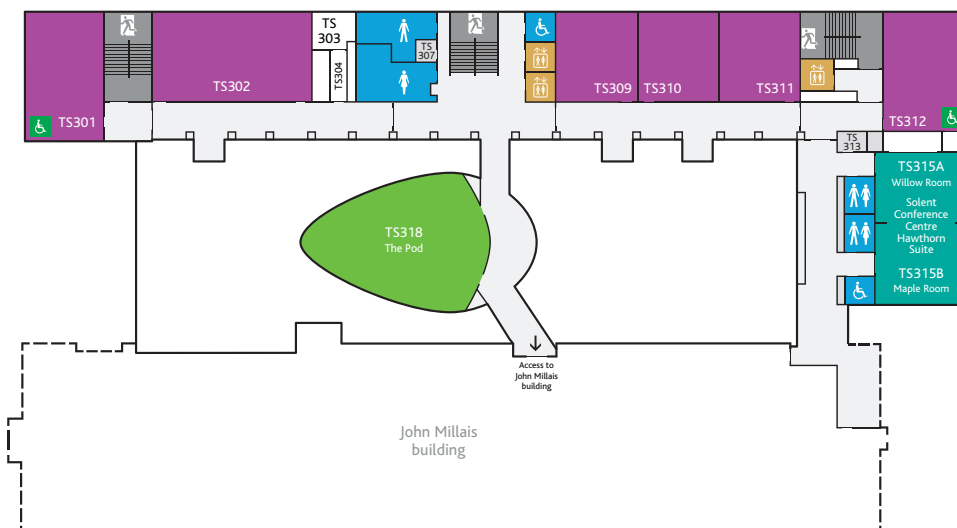 TS
303
TS304
TS
307
TS302
TS309
TS310
TS311
TS301
TS312
TS
313
TS315A
Willow Room
Solent
Conference
Centre
Hawthorn
Suite
TS315B
Maple Room
TS318
The Pod
Access to
John Millais
building
John Millais
building